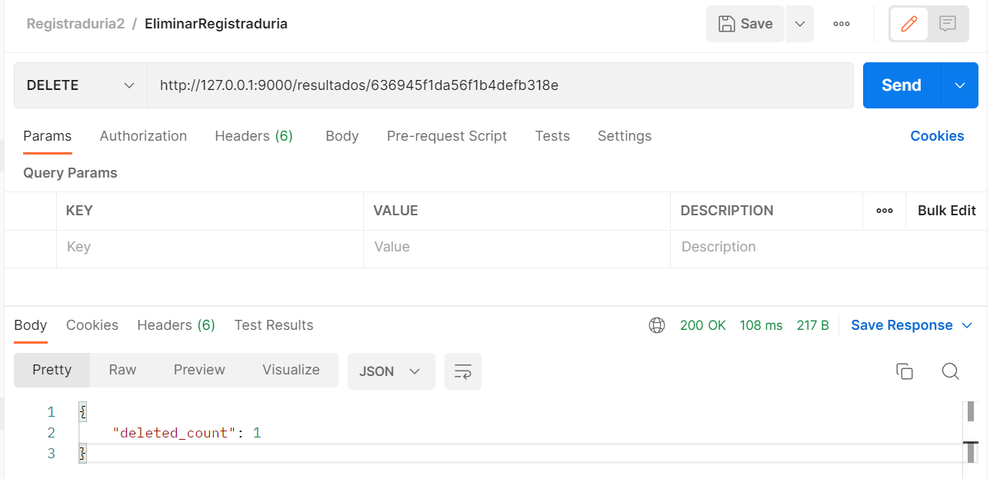 Registraduria2 / EliminarRegistraduria Save ooo
DELETE http://127.0.0.1:9000/resultados/636945f1da56f1b4defb318e Send
Params Authorization Headers (6) Body Pre-request Script Tests Settings Cookies
Query Params
KEY VALUE DESCRIPTION ooo Bulk Edit
Key Value Description
Body Cookies Headers (6) Test Results 200 OK 108 ms 217 B Save Response
Pretty Raw Preview Visualize JSON
1 {
2 "deleted_count": 1
3 }